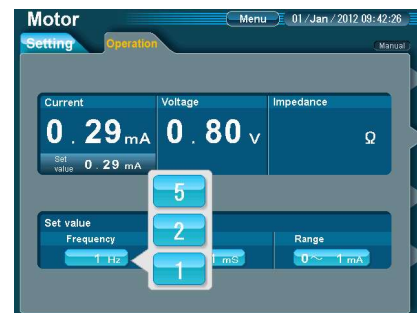 Motor Menu 01/Jan/2012 09:42:26
Setting Operation Manual
Current Voltage Impedance
0.29mA 0.80 V Ω
Set value 0.29 mA
5
Set value
2
Frequency Range
1 Hz 1 mS 0~ 1 mA
1